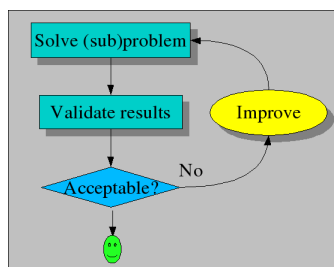 Solve (sub)problem
Validate results
Improve
No
Acceptable?